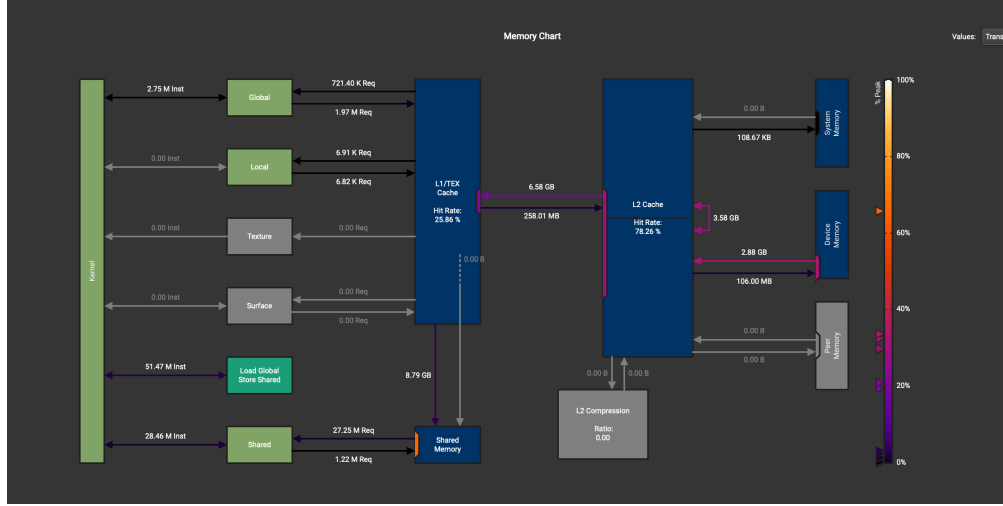 Memory Chart
Values: Trans
Kernel
2.75 M Inst
Global
721.40 K Req
1.97 M Req
0.00 Inst
Local
6.91 K Req
6.82 K Req
0.00 Inst
Texture
0.00 Req
0.00 Inst
Surface
0.00 Req
0.00 Req
51.47 M Inst
Load Global
Store Shared
28.46 M Inst
Shared
27.25 M Req
1.22 M Req
L1/TEX
Cache
Hit Rate:
25.86 %
0.00 B
8.79 GB
Shared
Memory
6.58 GB
258.01 MB
L2 Cache
Hit Rate:
78.26 %
3.58 GB
0.00 B
108.67 KB
System
Memory
2.88 GB
106.00 MB
Device
Memory
0.00 B
0.00 B
Peer
Memory
0.00 B
0.00 B
L2 Compression
Ratio:
0.00
% Peak
100%
80%
60%
40%
20%
0%